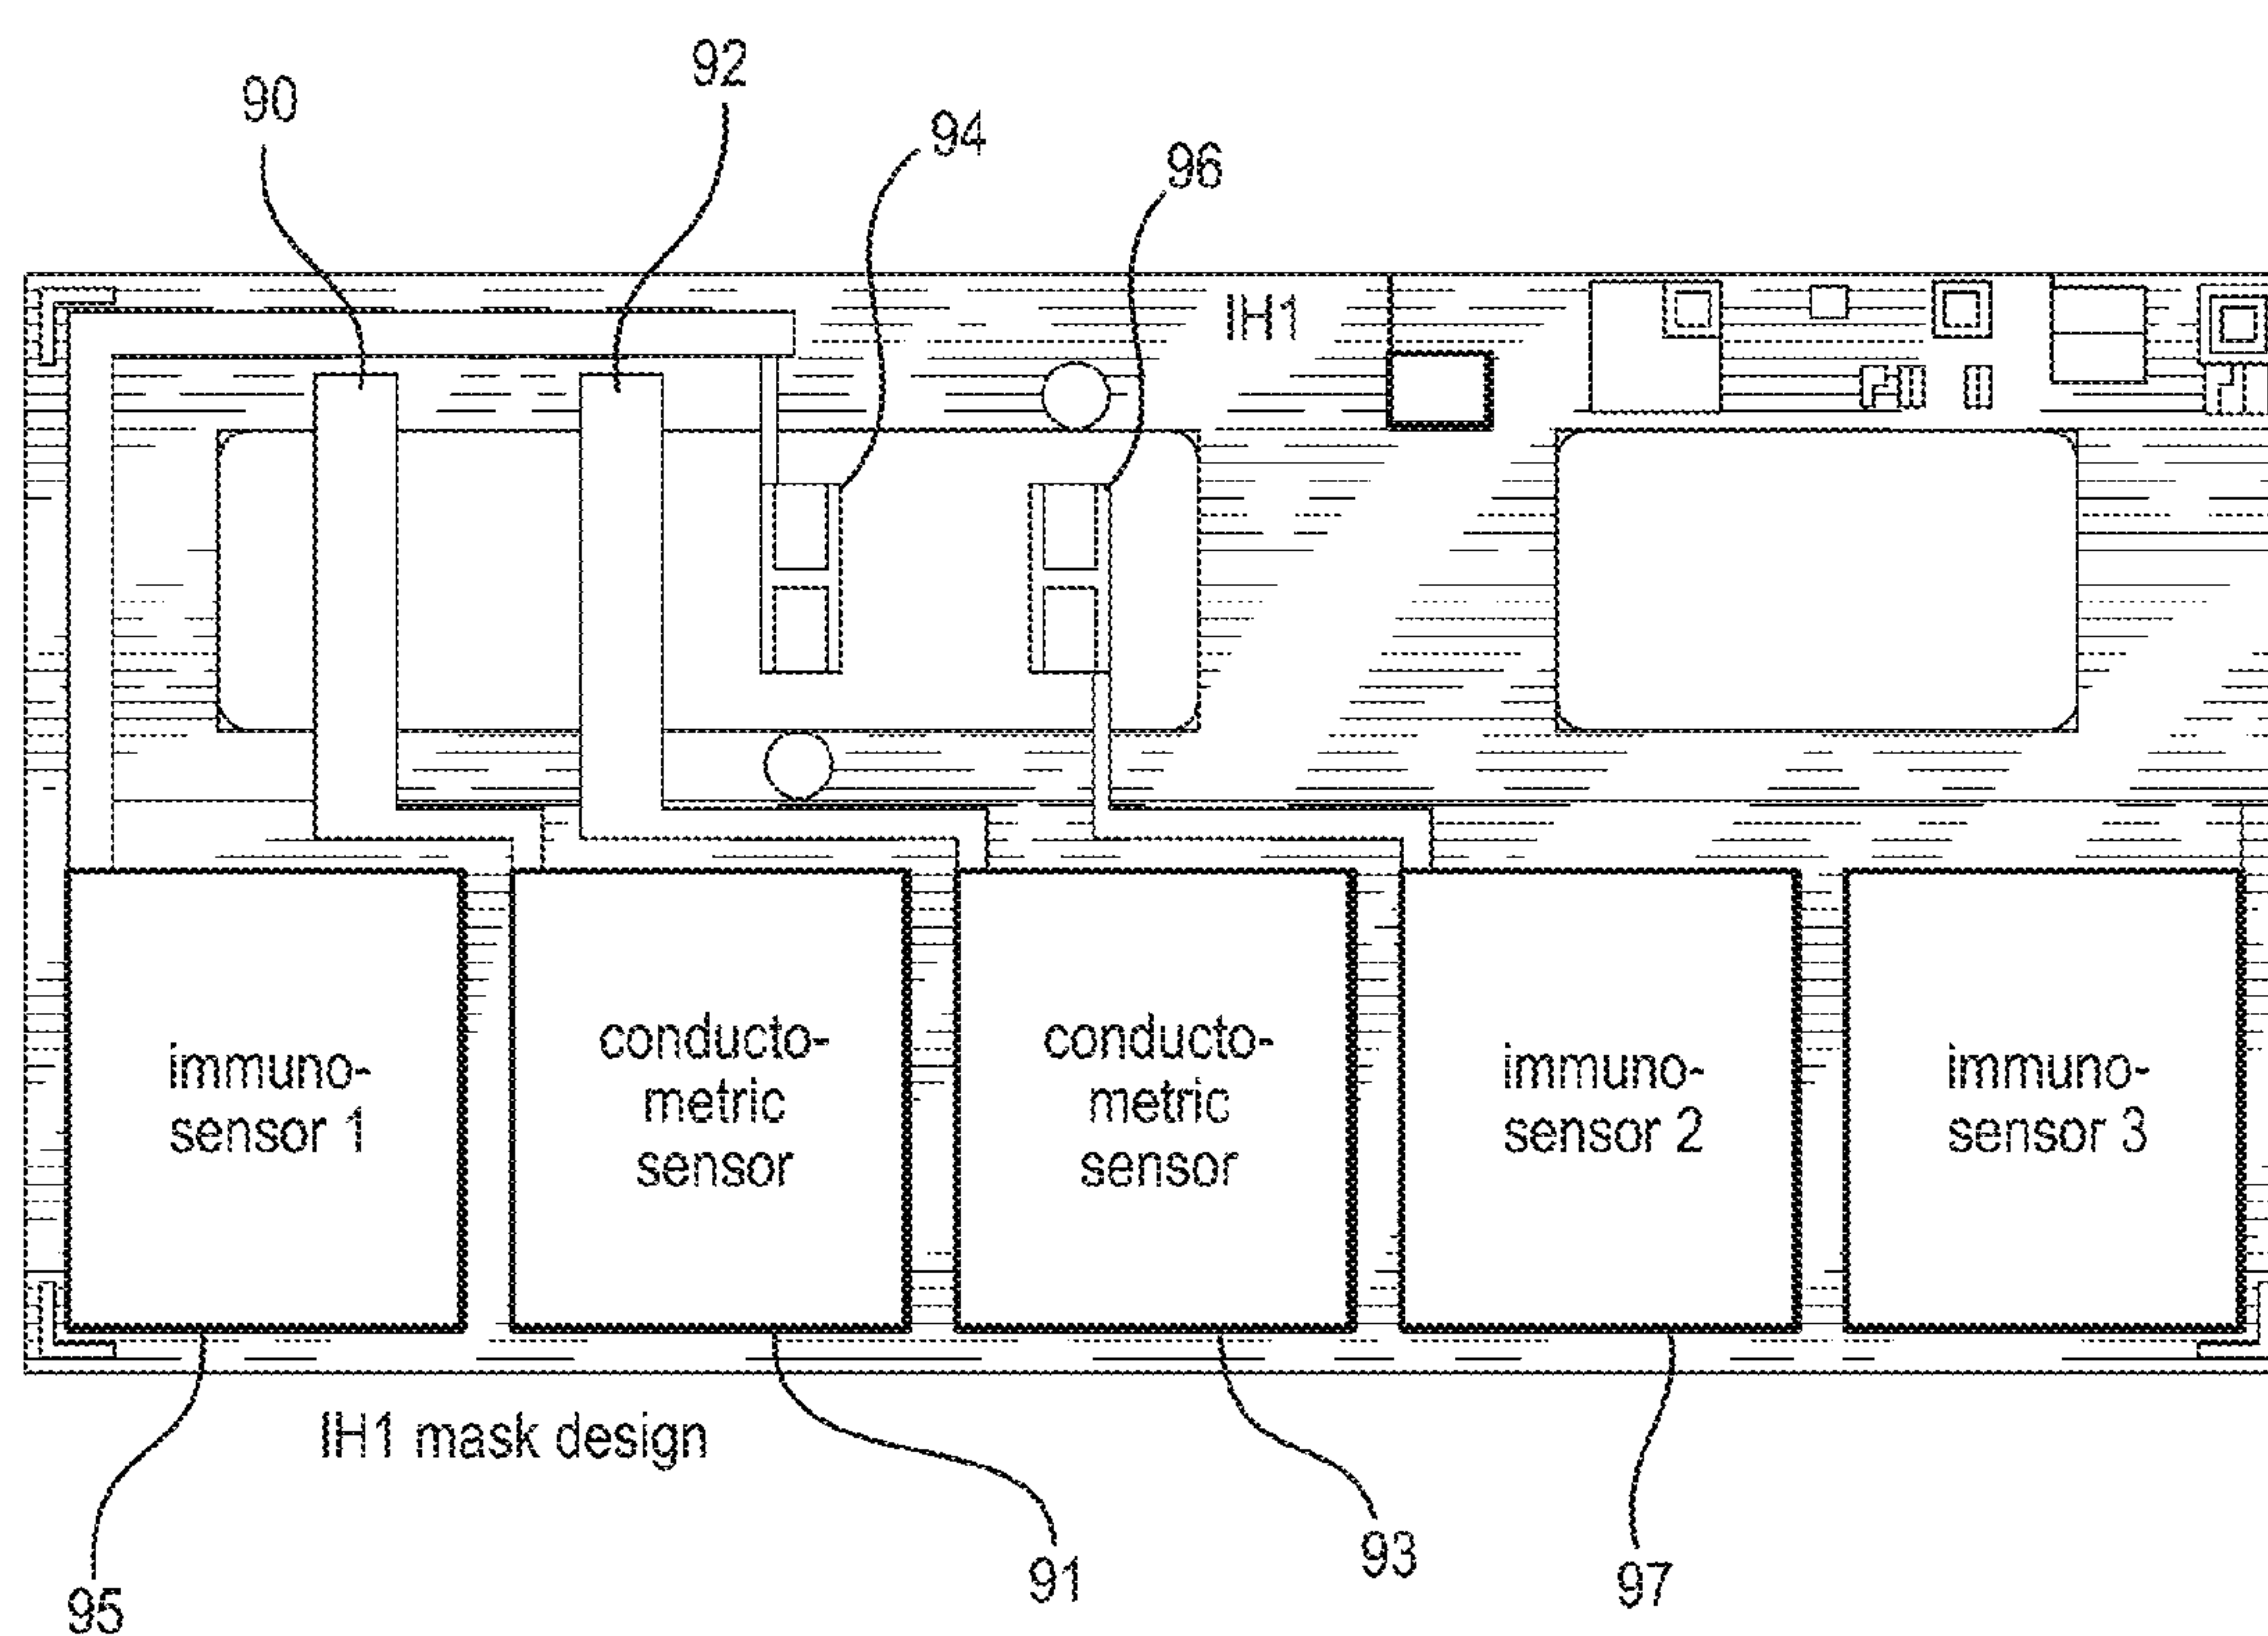 90
92
94
96
IH1
immuno-
sensor 1
conducto-
metric
sensor
conducto-
metric
sensor
immuno-
sensor 2
immuno-
sensor 3
IH1 mask design
95
91
93
97